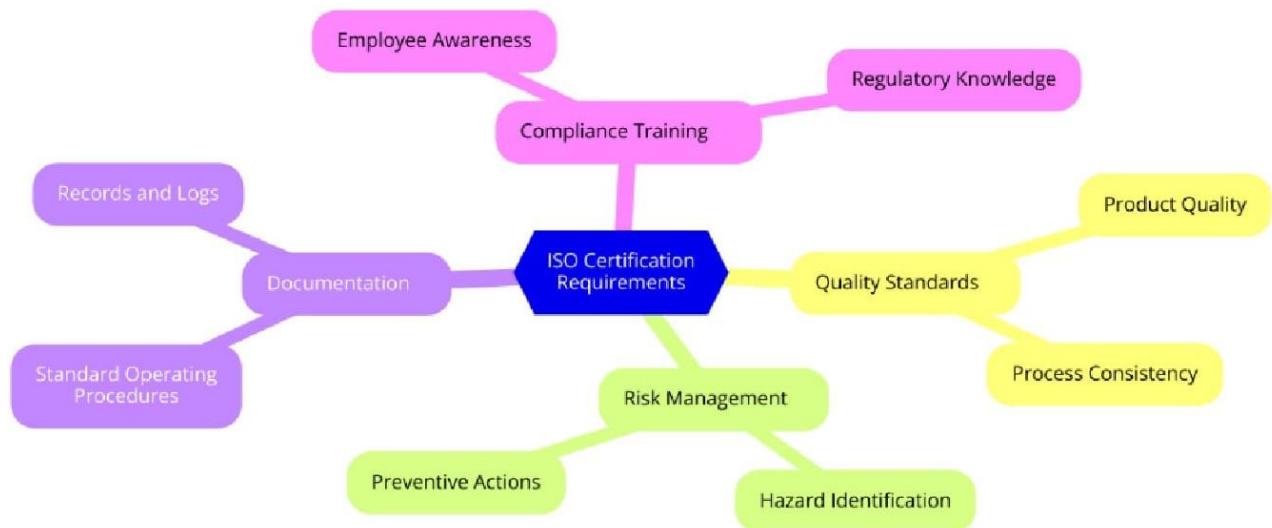 Employee Awareness
Regulatory Knowledge
Compliance Training
Records and Logs
Product Quality
ISO Certification
Requirements
Documentation
Quality Standards
Standard Operating
Procedures
Process Consistency
Risk Management
Preventive Actions
Hazard Identification